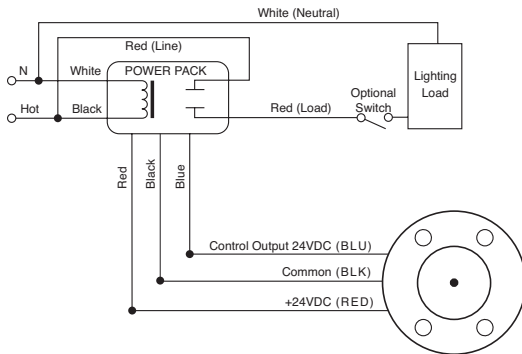 White (Neutral)
Red (Line)
N
White
POWER PACK
Lighting
Load
Hot
Black
Red (Load)
Optional
Switch
Red
Black
Blue
Control Output 24VDC (BLU)
Common (BLK)
+24VDC (RED)